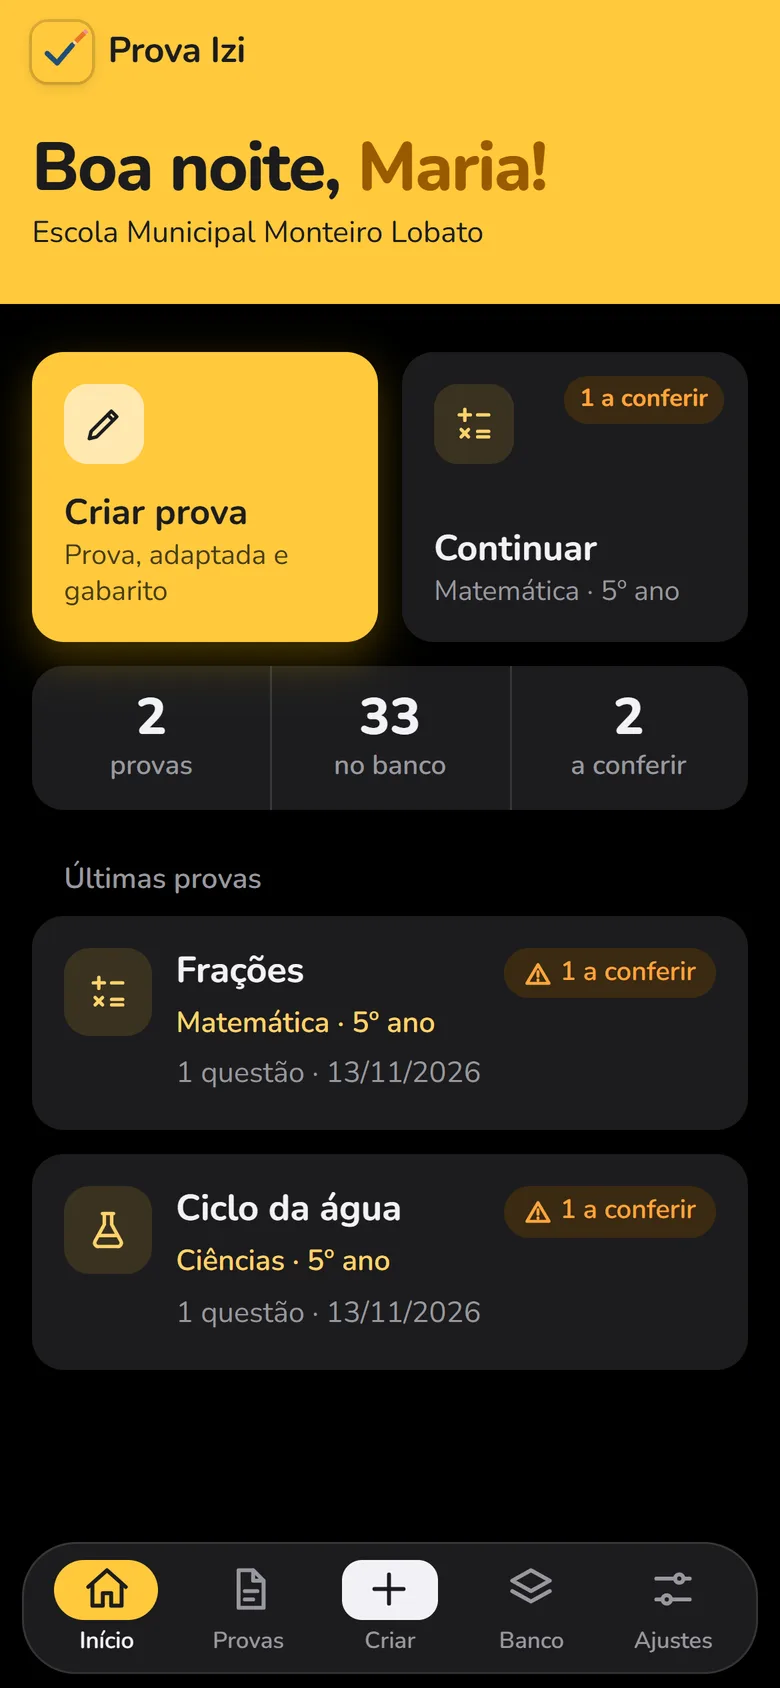 Prova Izi
Boa noite, Maria!
Escola Municipal Monteiro Lobato
Criar prova
Prova, adaptada e
gabarito
1 a conferir
Continuar
Matemática · 5º ano
2
provas
33
no banco
2
a conferir
Últimas provas
Frações
1 a conferir
Matemática · 5º ano
1 questão · 13/11/2026
Ciclo da água
1 a conferir
Ciências · 5º ano
1 questão · 13/11/2026
Início
Provas
Criar
Banco
Ajustes